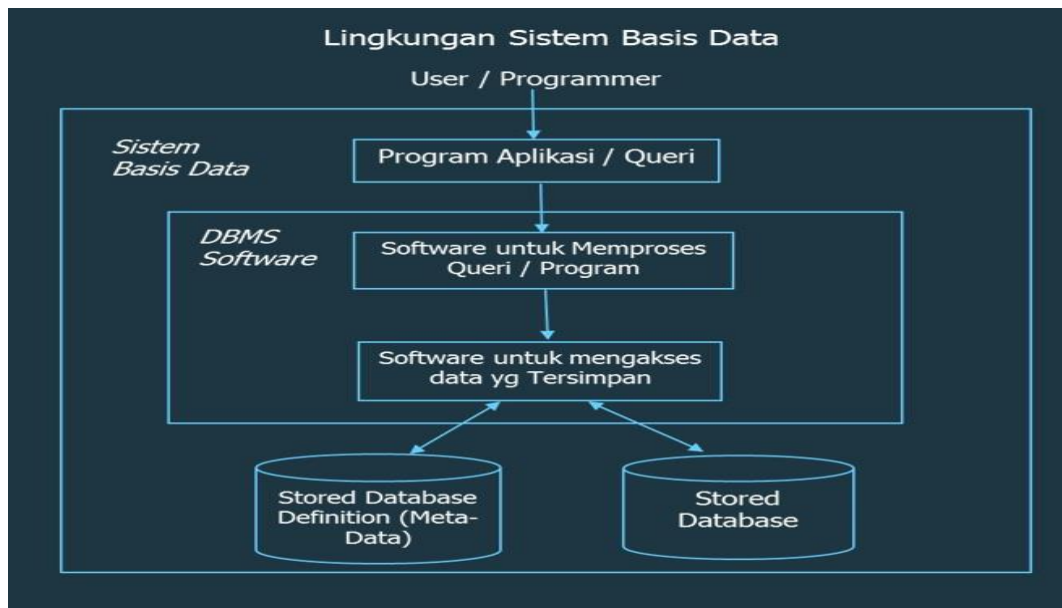 Lingkungan Sistem Basis Data
User / Programmer
Sistem
Basis Data
Program Aplikasi / Queri
DBMS
Software
Software untuk Memproses
Queri / Program
Software untuk mengakses
data yg Tersimpan
Stored Database
Definition (Meta-
Data)
Stored
Database